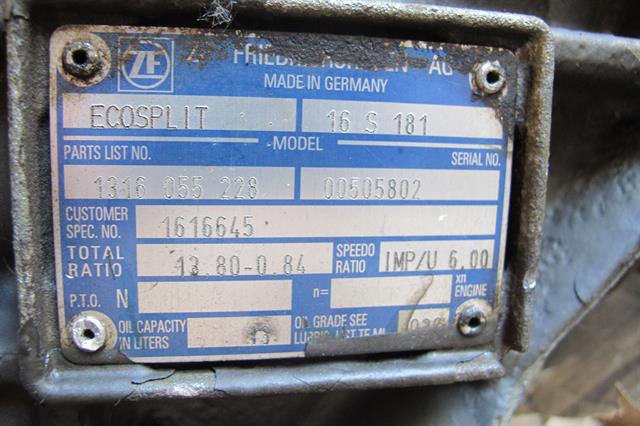 ZF FRIEDRICHSHAFEN AG
MADE IN GERMANY
ECOSPLIT 16 S 181
MODEL
PARTS LIST NO. SERIAL NO.
1316 055 228 00505802
CUSTOMER SPEC. NO. 1616645
TOTAL RATIO 13.80-0.84 SPEEDO RATIO IMP/U 6.00
P.T.O. N n= xn ENGINE
OIL CAPACITY IN LITERS OIL GRADE SEE